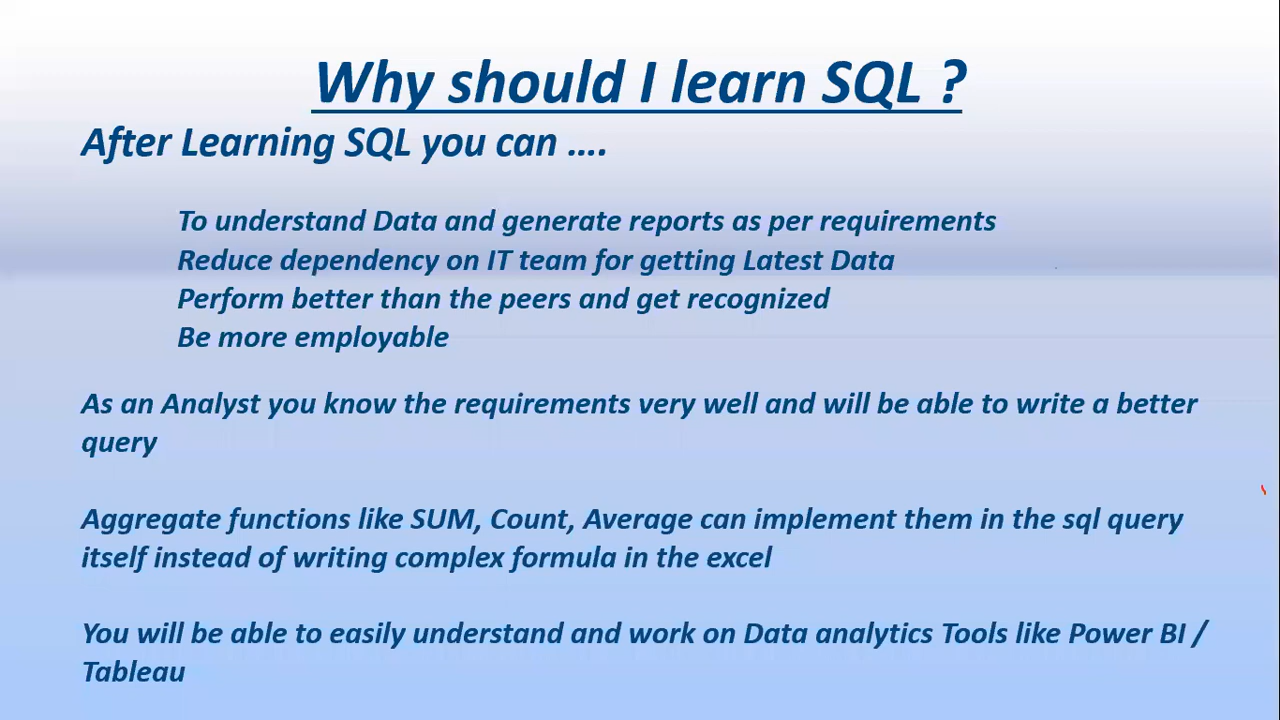 Why should I learn SQL ?
After Learning SQL you can ….
To understand Data and generate reports as per requirements
Reduce dependency on IT team for getting Latest Data
Perform better than the peers and get recognized
Be more employable
As an Analyst you know the requirements very well and will be able to write a better
query
Aggregate functions like SUM, Count, Average can implement them in the sql query
itself instead of writing complex formula in the excel
You will be able to easily understand and work on Data analytics Tools like Power BI /
Tableau